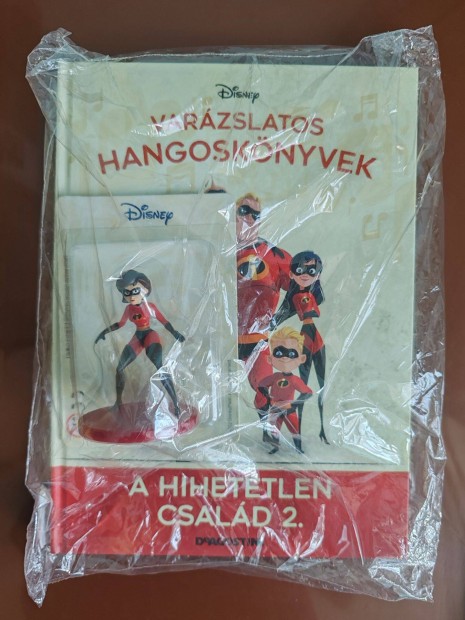 Disney
VARÁZSLATOS
HANGOSKÖNYVEK
Disney
A HIHETETLEN
CSALÁD 2.
DEAGOSTINI